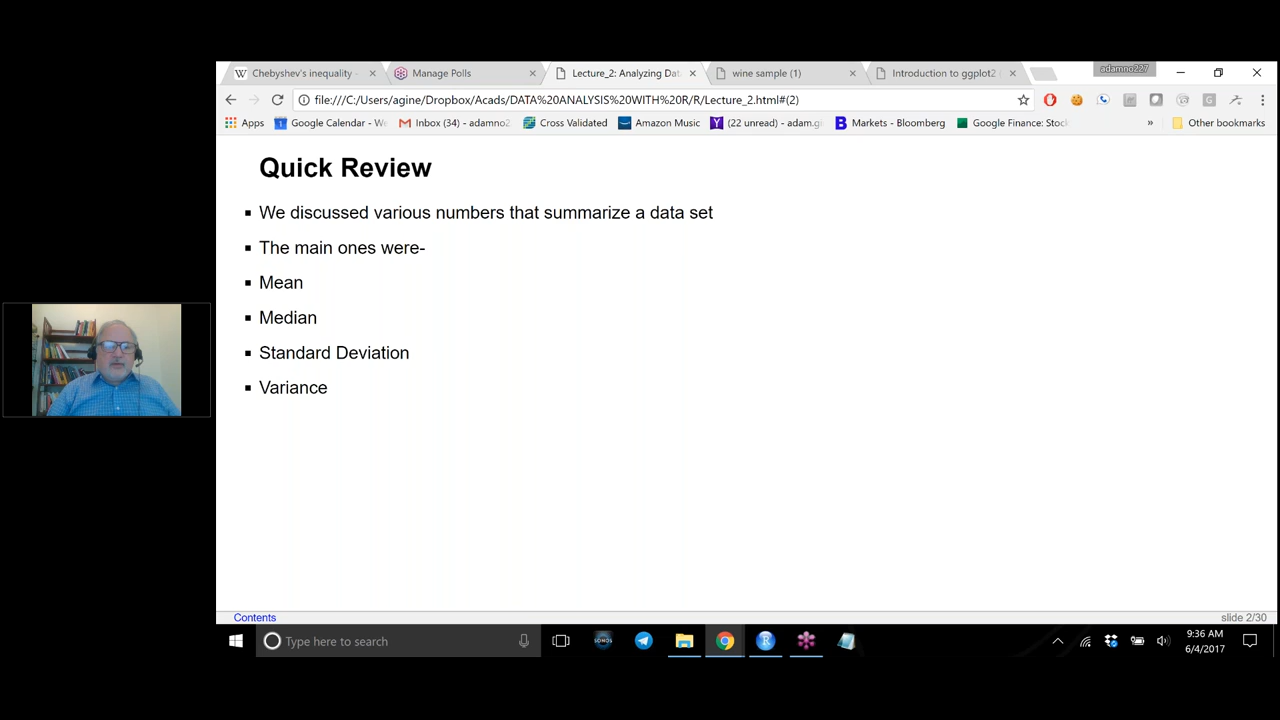 Chebyshev's inequality -
Manage Polls
Lecture_2: Analyzing Dat
wine sample (1)
Introduction to ggplot2
adamno227
file:///C:/Users/agine/Dropbox/Acads/DATA%20ANALYSIS%20WITH%20R/R/Lecture_2.html#(2)
Apps
Google Calendar - We
Inbox (34) - adamno2
Cross Validated
Amazon Music
(22 unread) - adam.gi
Markets - Bloomberg
Google Finance: Stock
»
Other bookmarks
Quick Review
We discussed various numbers that summarize a data set
The main ones were-
Mean
Median
Standard Deviation
Variance
Contents
slide 2/30
Type here to search
SONOS
9:36 AM
6/4/2017